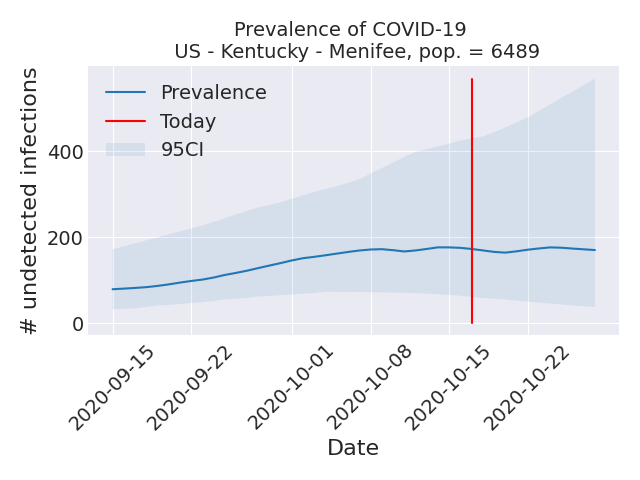 Prevalence of COVID-19
US - Kentucky - Menifee, pop. = 6489
# undetected infections
400
200
0
Prevalence
Today
95CI
2020-09-15
2020-09-22
2020-10-01
2020-10-08
2020-10-15
2020-10-22
Date